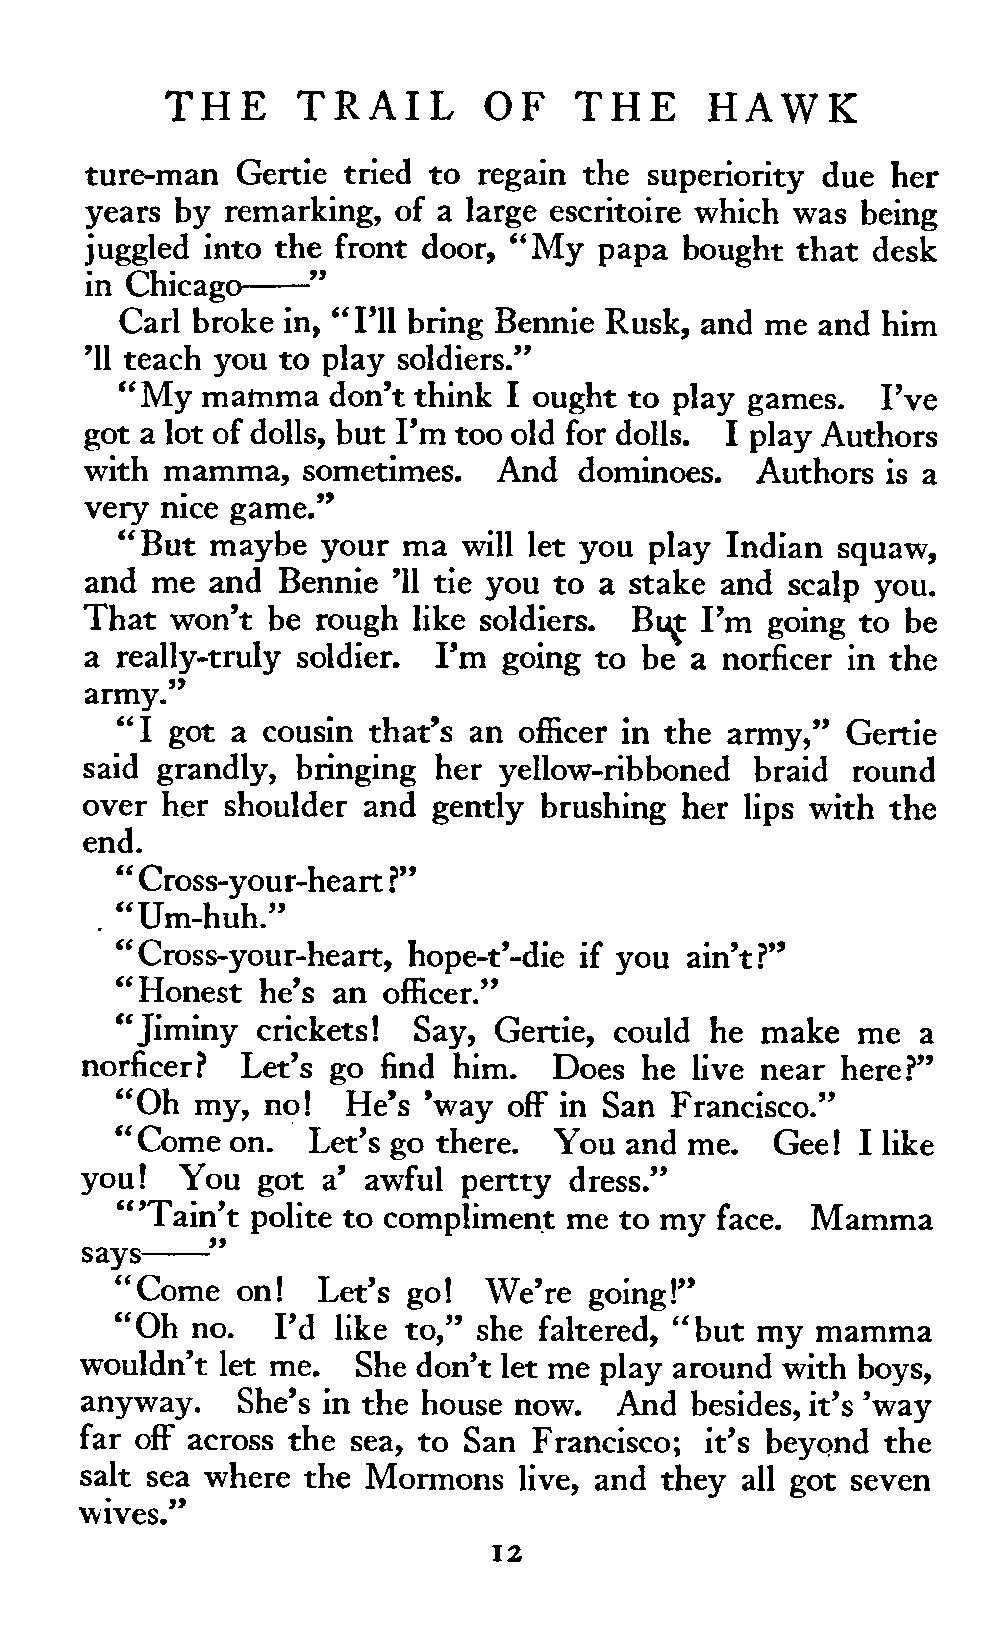 THE TRAIL OF THE HAWK
ture-man Gertie tried to regain the superiority due her
years by remarking, of a large escritoire which was being
juggled into the front door, “My papa bought that desk
in Chicago——”
Carl broke in, “I’ll bring Bennie Rusk, and me and him
’ll teach you to play soldiers.”
“My mamma don’t think I ought to play games. I’ve
got a lot of dolls, but I’m too old for dolls. I play Authors
with mamma, sometimes. And dominoes. Authors is a
very nice game.”
“But maybe your ma will let you play Indian squaw,
and me and Bennie ’ll tie you to a stake and scalp you.
That won’t be rough like soldiers. But I’m going to be
a really-truly soldier. I’m going to be a norficer in the
army.”
“I got a cousin that’s an officer in the army,” Gertie
said grandly, bringing her yellow-ribboned braid round
over her shoulder and gently brushing her lips with the
end.
“Cross-your-heart?”
“Um-huh.”
“Cross-your-heart, hope-t’-die if you ain’t?”
“Honest he’s an officer.”
“Jiminy crickets! Say, Gertie, could he make me a
norficer? Let’s go find him. Does he live near here?”
“Oh my, no! He’s ’way off in San Francisco.”
“Come on. Let’s go there. You and me. Gee! I like
you! You got a’ awful pertty dress.”
“’Tain’t polite to compliment me to my face. Mamma
says——”
“Come on! Let’s go! We’re going!”
“Oh no. I’d like to,” she faltered, “but my mamma
wouldn’t let me. She don’t let me play around with boys,
anyway. She’s in the house now. And besides, it’s ’way
far off across the sea, to San Francisco; it’s beyond the
salt sea where the Mormons live, and they all got seven
wives.”
12